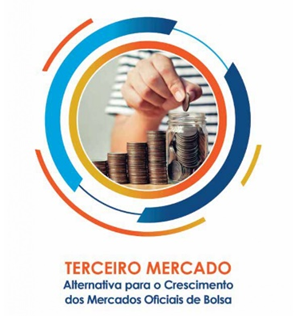 TERCEIRO MERCADO
Alternativa para o Crescimento
dos Mercados Oficiais de Bolsa